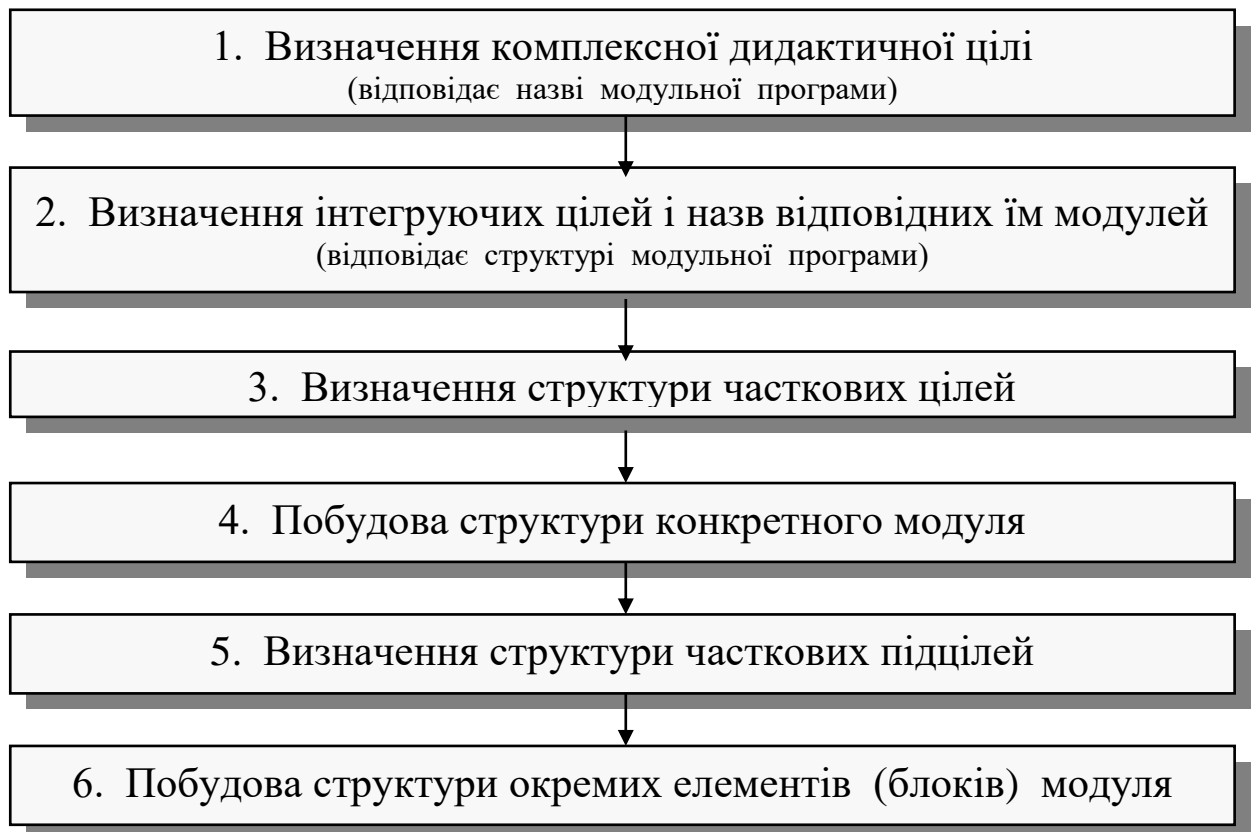 1. Визначення комплексної дидактичної цілі
(відповідає назві модульної програми)
2. Визначення інтегруючих цілей і назв відповідних їм модулей
(відповідає структурі модульної програми)
3. Визначення структури часткових цілей
4. Побудова структури конкретного модуля
5. Визначення структури часткових підцілей
6. Побудова структури окремих елементів (блоків) модуля